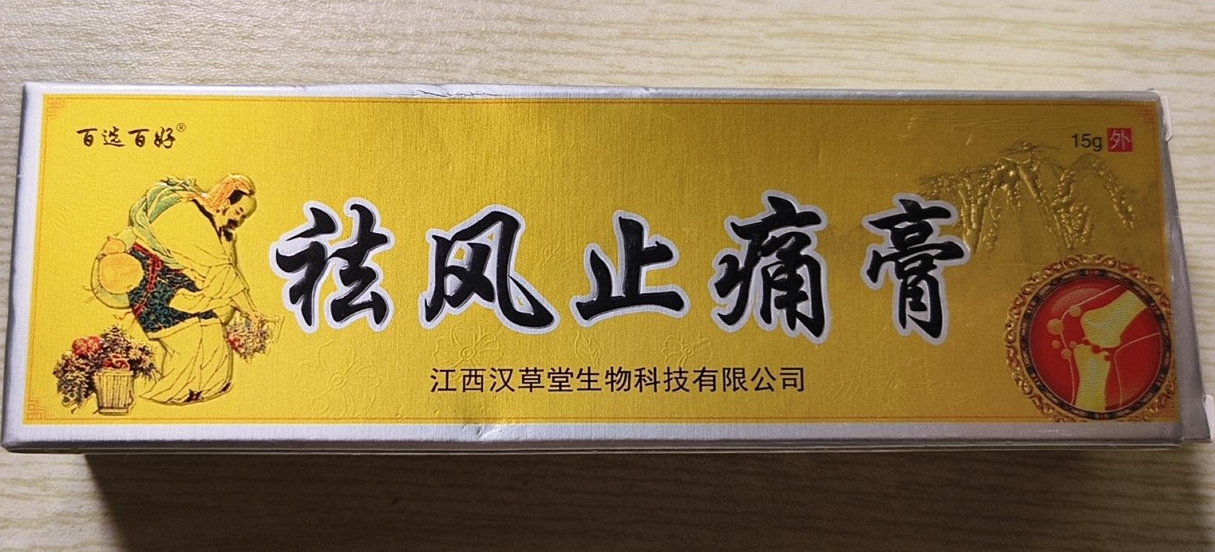 百选百好®
15g 外
祛风止痛膏
江西汉草堂生物科技有限公司